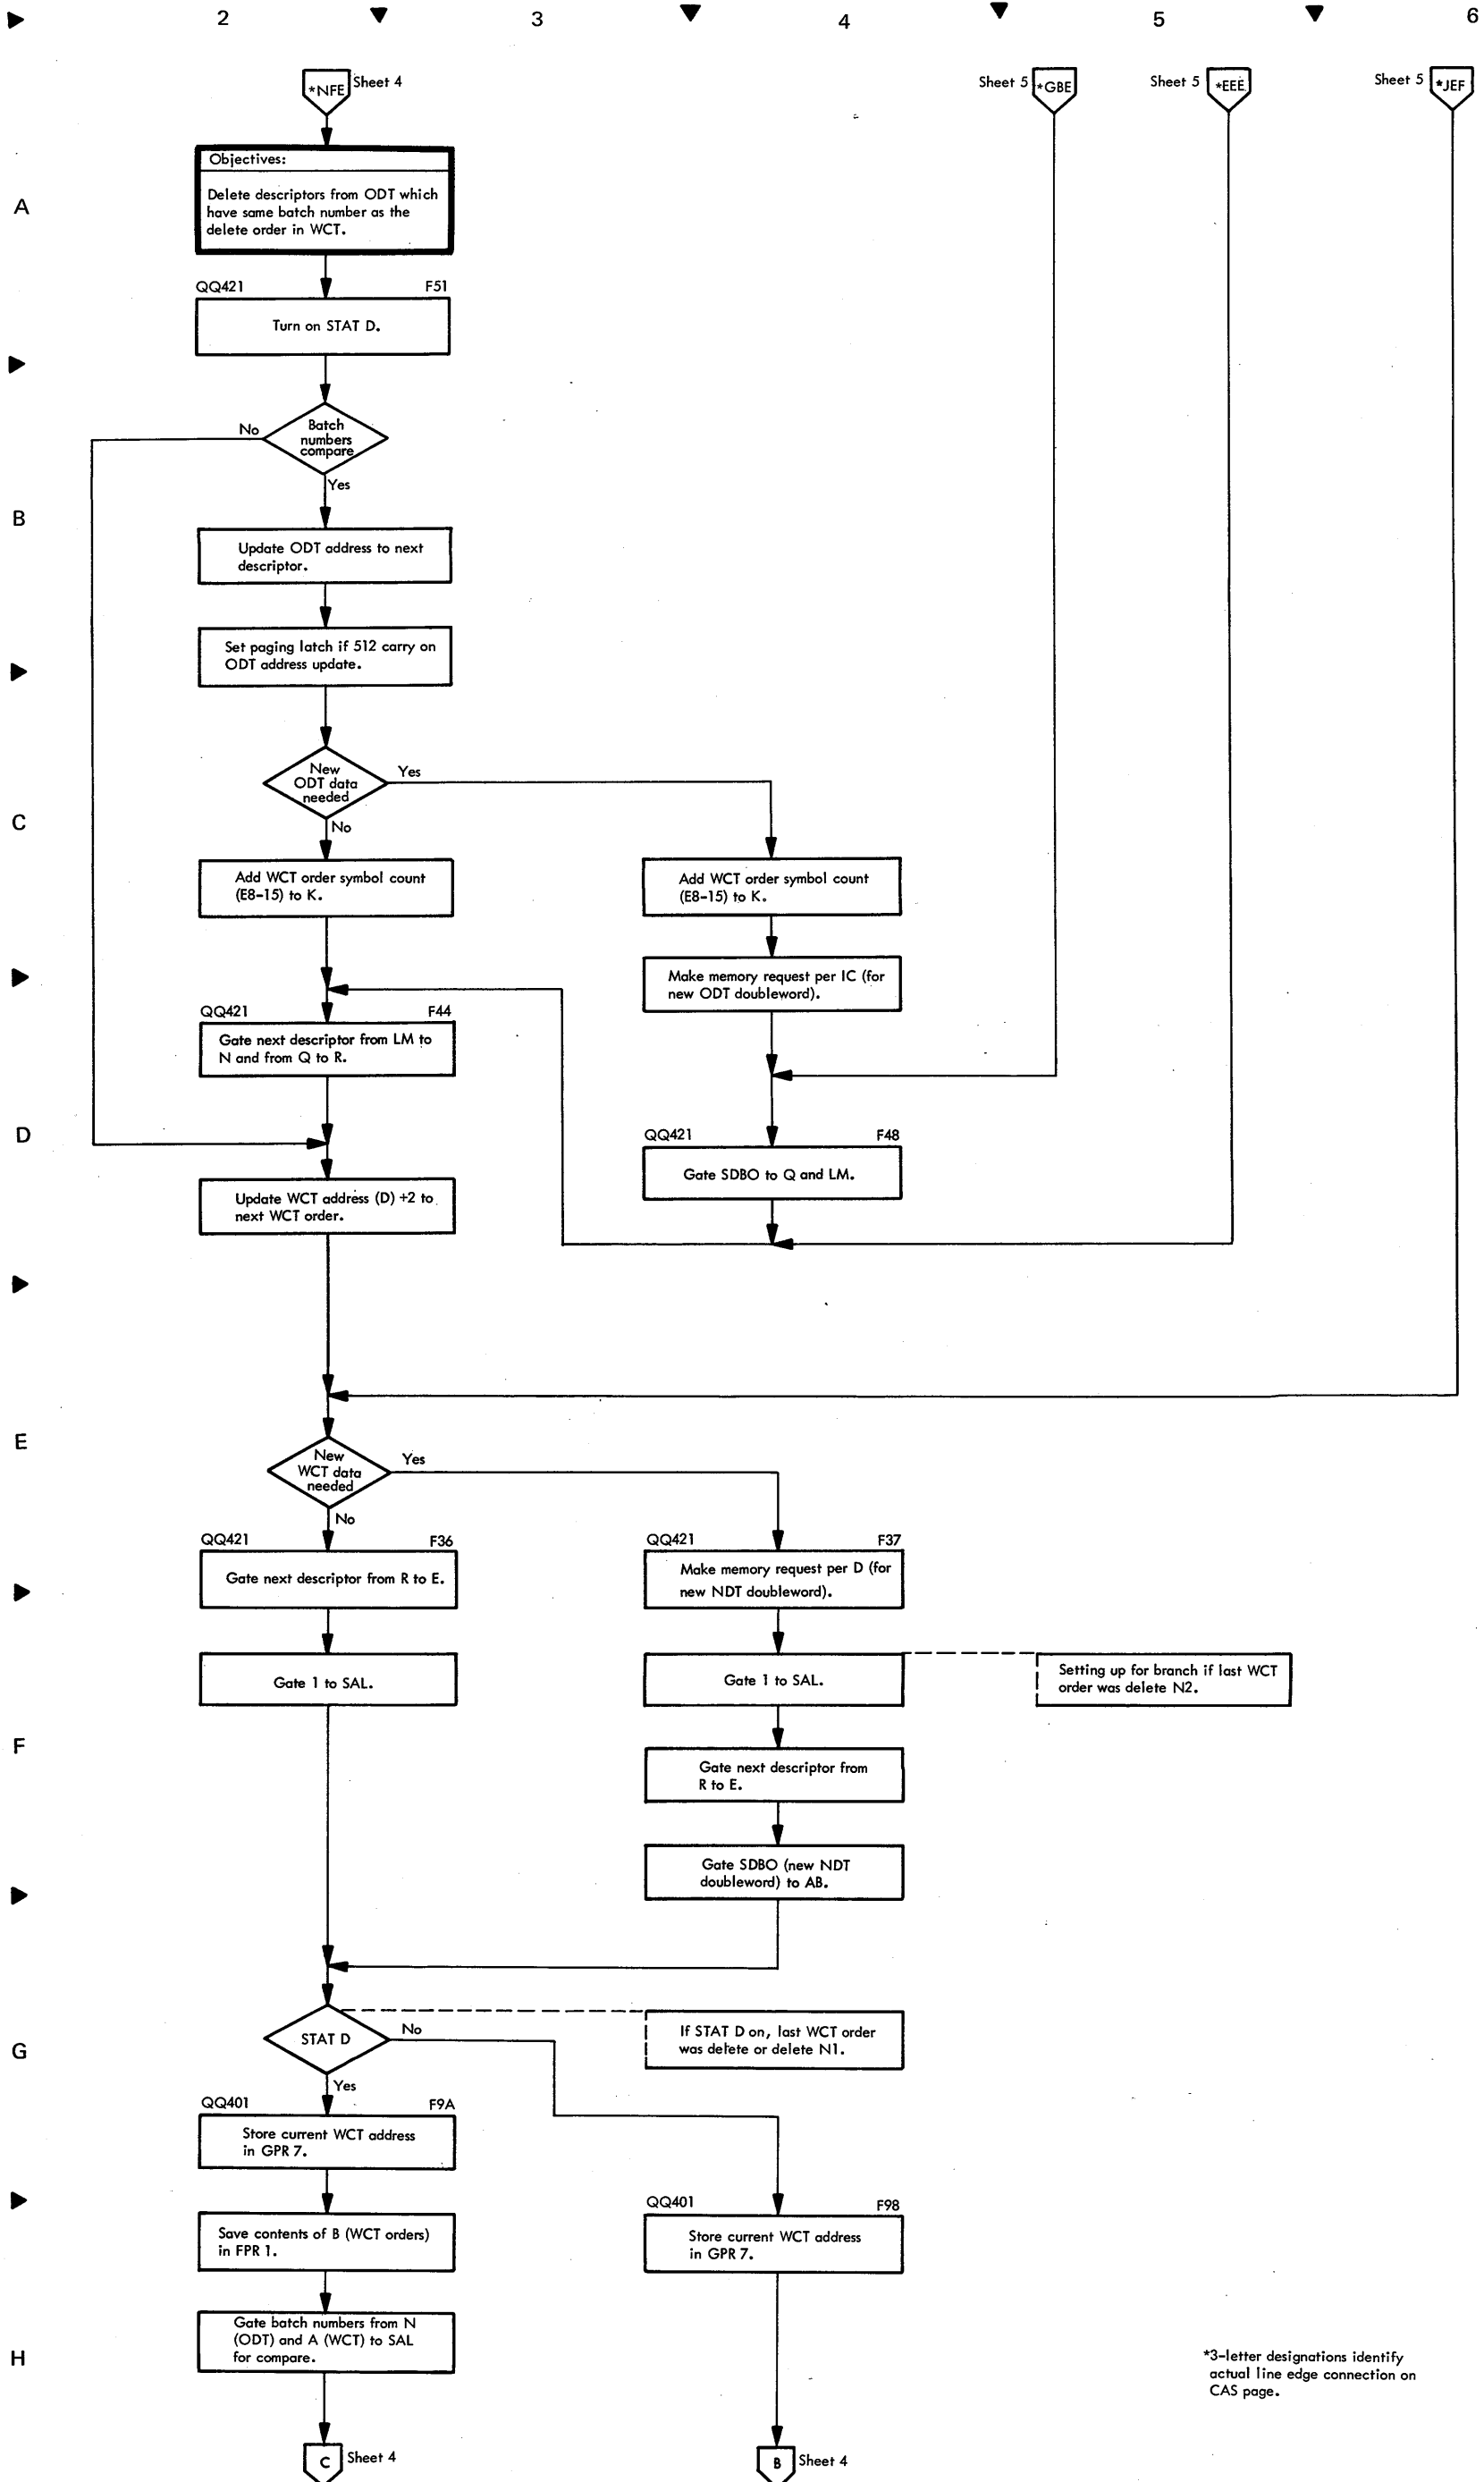 2 3 4 5 6
*NFE Sheet 4
Sheet 5 *GBE
Sheet 5 *EEE
Sheet 5 *JEF
A
Objectives:
Delete descriptors from ODT which
have same batch number as the
delete order in WCT.
QQ421 F51
Turn on STAT D.
No
Batch
numbers
compare
Yes
B
Update ODT address to next
descriptor.
Set paging latch if 512 carry on
ODT address update.
New
ODT data
needed
Yes
No
C
Add WCT order symbol count
(E8-15) to K.
Add WCT order symbol count
(E8-15) to K.
Make memory request per IC (for
new ODT doubleword).
QQ421 F44
Gate next descriptor from LM to
N and from Q to R.
D
QQ421 F48
Gate SDBO to Q and LM.
Update WCT address (D) +2 to
next WCT order.
E
New
WCT data
needed
Yes
No
QQ421 F36
Gate next descriptor from R to E.
QQ421 F37
Make memory request per D (for
new NDT doubleword).
Gate 1 to SAL.
Gate 1 to SAL.
Setting up for branch if last WCT
order was delete N2.
F
Gate next descriptor from
R to E.
Gate SDBO (new NDT
doubleword) to AB.
G
STAT D
No
Yes
If STAT D on, last WCT order
was delete or delete N1.
QQ401 F9A
Store current WCT address
in GPR 7.
QQ401 F98
Store current WCT address
in GPR 7.
Save contents of B (WCT orders)
in FPR 1.
H
Gate batch numbers from N
(ODT) and A (WCT) to SAL
for compare.
*3-letter designations identify
actual line edge connection on
CAS page.
C Sheet 4
B Sheet 4